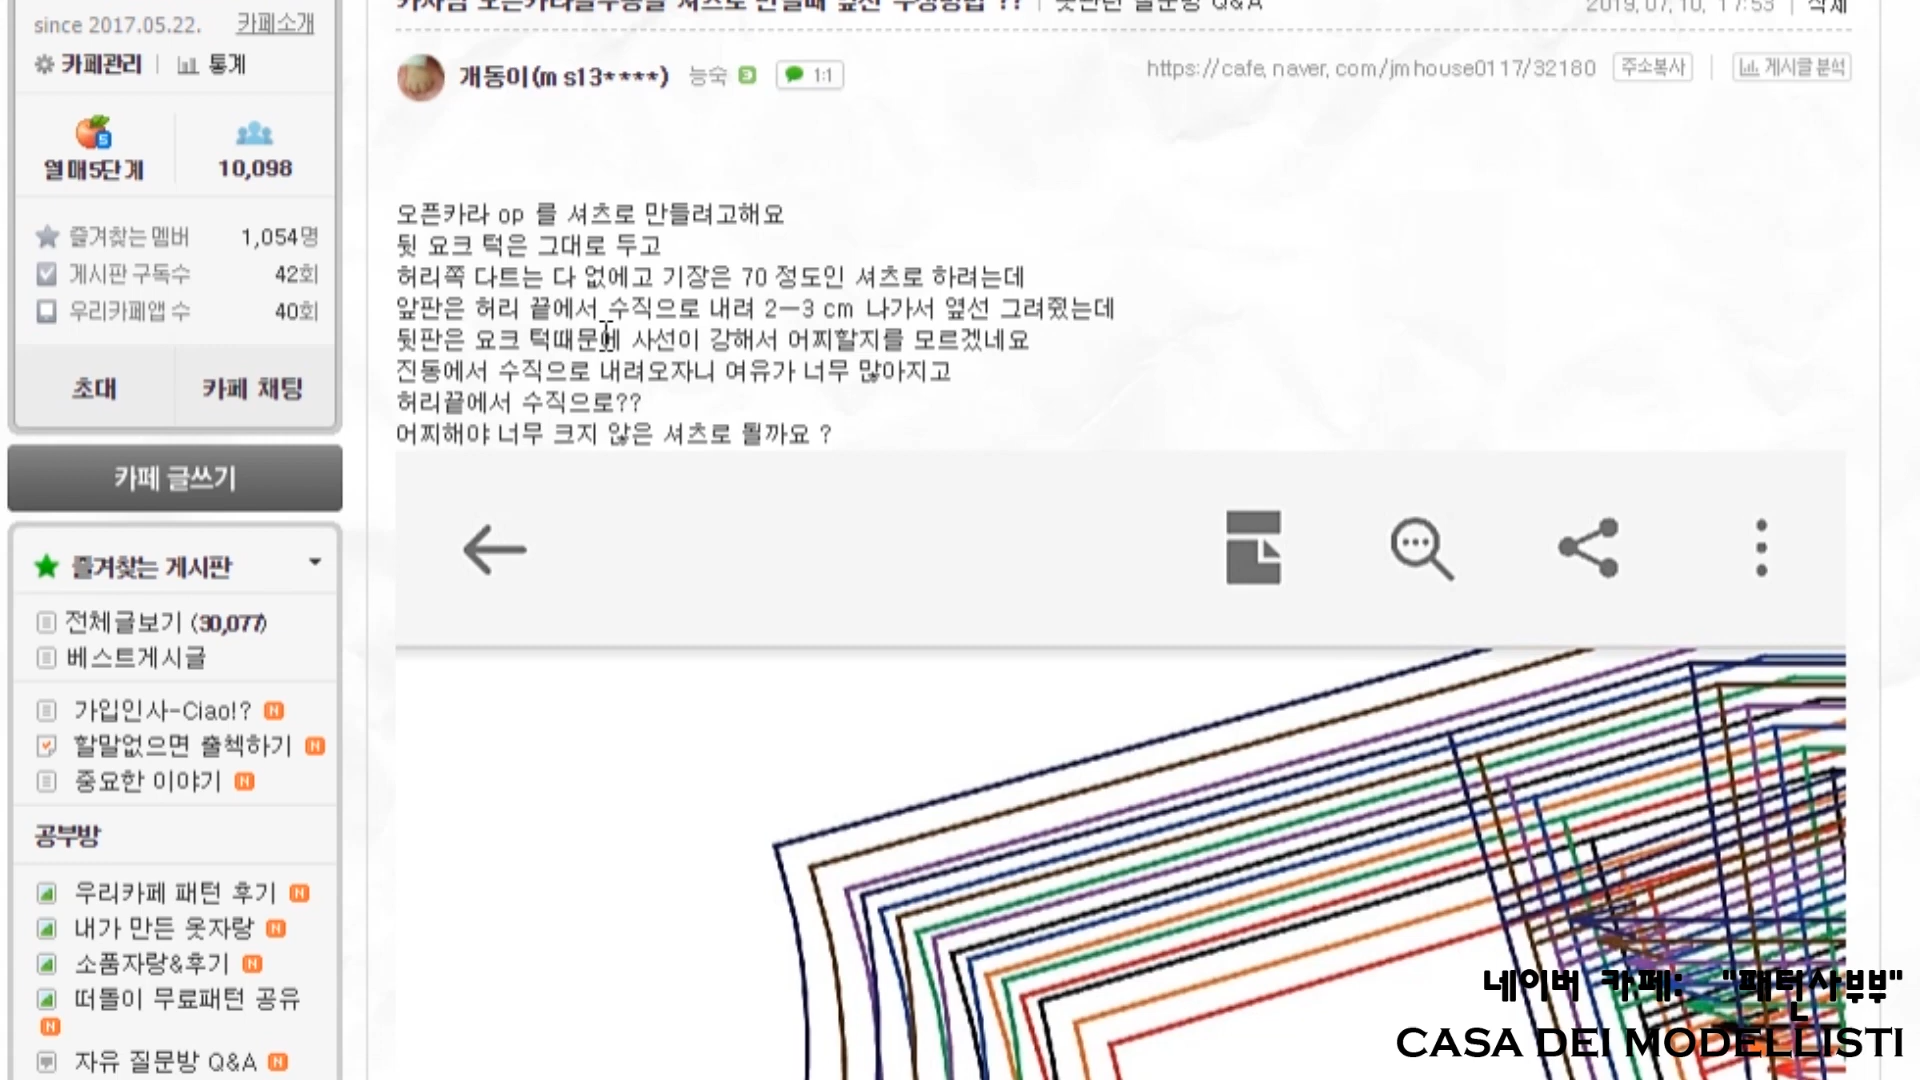 since 2017.05.22. 카페소개
카페관리 통계
열매5단계 10,098
즐겨찾는 멤버 1,054명
게시판 구독수 42회
우리카페앱 수 40회
초대 카페 채팅
카페 글쓰기
즐겨찾는 게시판
전체글보기 (30,077)
베스트게시글
가입인사-Ciao!? N
할말없으면 출첵하기 N
중요한 이야기 N
공부방
우리카페 패턴 후기 N
내가 만든 옷자랑 N
소품자랑&후기 N
떠돌이 무료패턴 공유
N
자유 질문방 Q&A N
2019.07.10. 17:53 삭제
개동이(ms13****) 능숙 1:1
https://cafe.naver.com/jmhouse0117/32180 주소복사 게시글 분석
오픈카라 op 를 셔츠로 만들려고해요
뒷 요크 턱은 그대로 두고
허리쪽 다트는 다 없에고 기장은 70 정도인 셔츠로 하려는데
앞판은 허리 끝에서 수직으로 내려 2-3 cm 나가서 옆선 그려줬는데
뒷판은 요크 턱때문에 사선이 강해서 어찌할지를 모르겠네요
진동에서 수직으로 내려오자니 여유가 너무 많아지고
허리끝에서 수직으로??
어찌해야 너무 크지 않은 셔츠로 될까요 ?
네이버 카페: "패턴사부부"
CASA DEI MODELLISTI